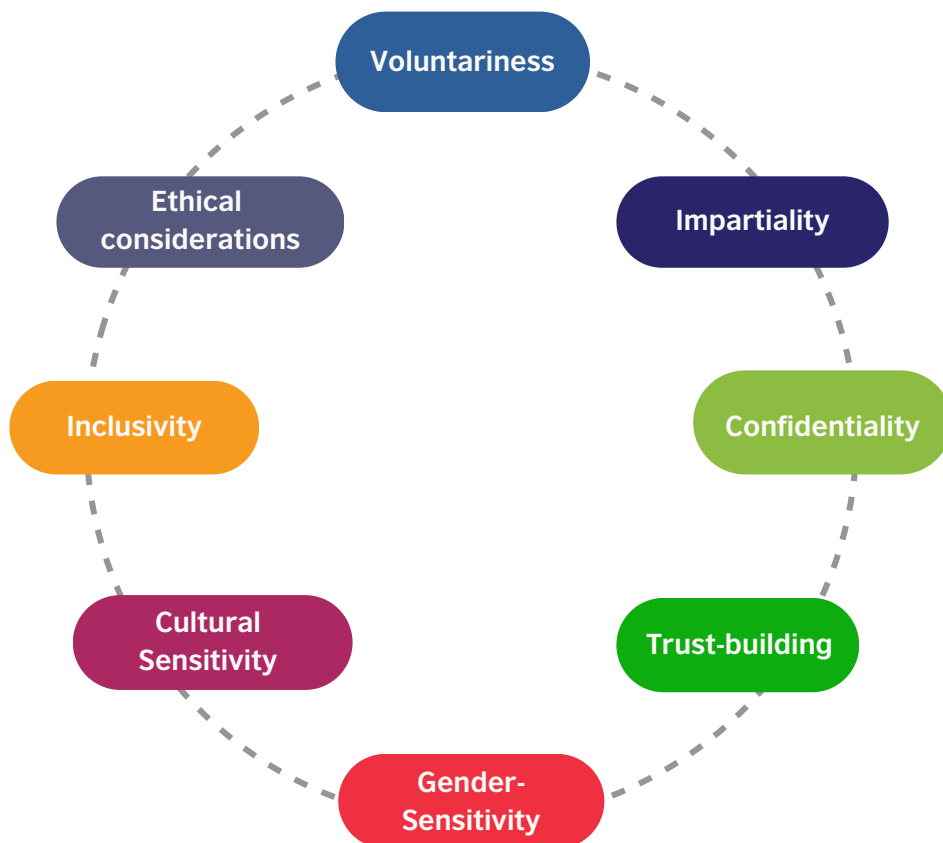 Voluntariness
Impartiality
Confidentiality
Trust-building
Gender-
Sensitivity
Cultural
Sensitivity
Inclusivity
Ethical
considerations